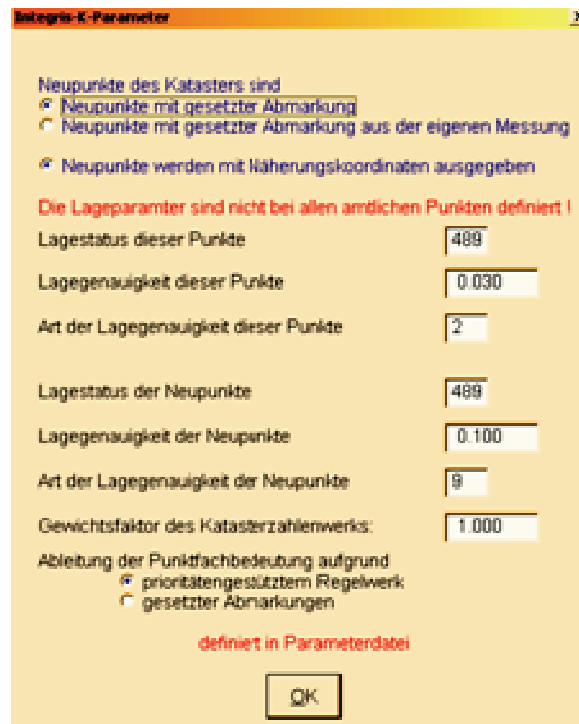 Integris-K-Parameter
Neupunkte des Katasters sind
Neupunkte mit gesetzter Abmarkung
Neupunkte mit gesetzter Abmarkung aus der eigenen Messung
Neupunkte werden mit Näherungskoordinaten ausgegeben
Die Lageparamter sind nicht bei allen amtlichen Punkten definiert !
Lagestatus dieser Punkte 489
Lagegenauigkeit dieser Punkte 0.030
Art der Lagegenauigkeit dieser Punkte 2
Lagestatus der Neupunkte 489
Lagegenauigkeit der Neupunkte 0.100
Art der Lagegenauigkeit der Neupunkte 9
Gewichtsfaktor des Katasterzahlenwerks: 1.000
Ableitung der Punktfachbedeutung aufgrund
prioritätengestütztem Regelwerk
gesetzter Abmarkungen
definiert in Parameterdatei
OK